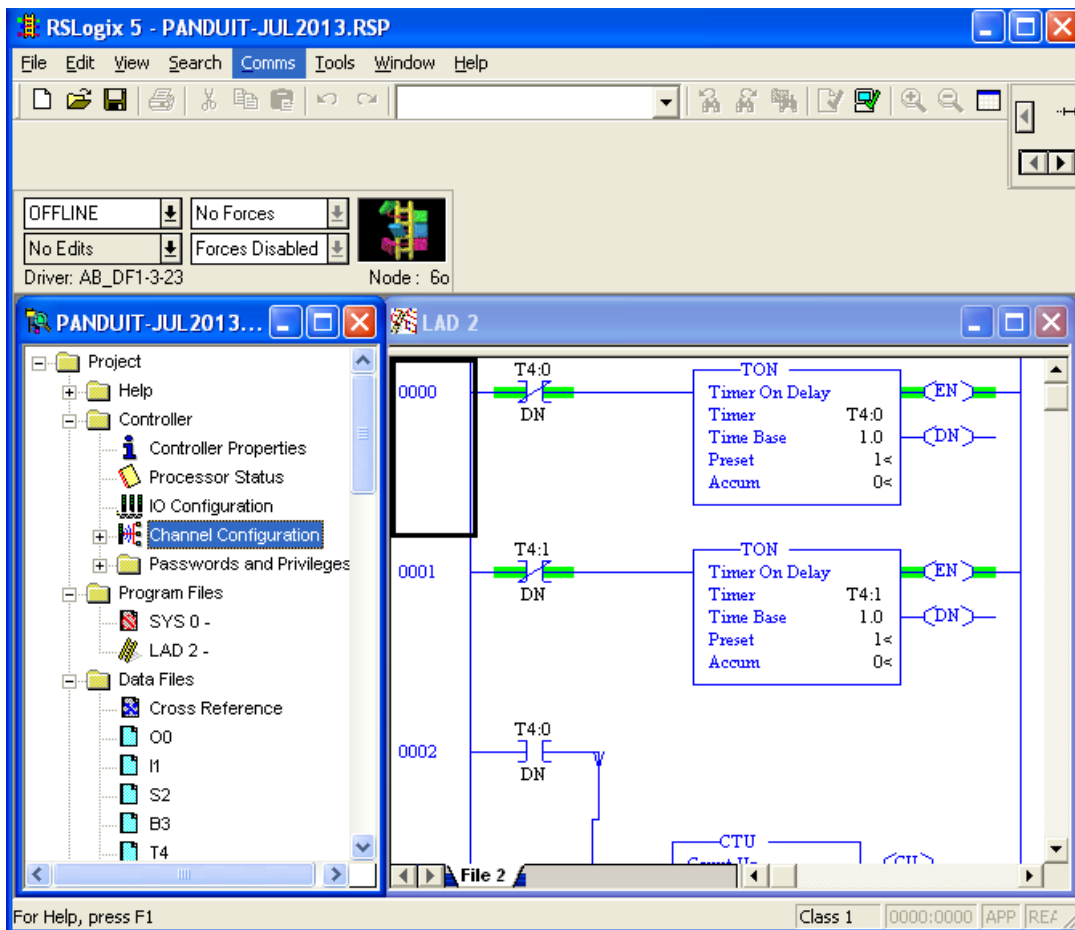 RSLogix 5 - PANDUIT-JUL2013.RSP
File Edit View Search Comms Tools Window Help
OFFLINE No Forces
No Edits Forces Disabled
Driver: AB_DF1-3-23 Node : 6o
PANDUIT-JUL2013...
Project
Help
Controller
Controller Properties
Processor Status
IO Configuration
Channel Configuration
Passwords and Privileges
Program Files
SYS 0 -
LAD 2 -
Data Files
Cross Reference
O0
I1
S2
B3
T4
LAD 2
0000
T4:0
DN
TON
Timer On Delay
Timer T4:0
Time Base 1.0
Preset 1<
Accum 0<
EN
DN
0001
T4:1
DN
TON
Timer On Delay
Timer T4:1
Time Base 1.0
Preset 1<
Accum 0<
EN
DN
0002
T4:0
DN
CTU
Count Up
CU
File 2
For Help, press F1
Class 1 0000:0000 APP REA